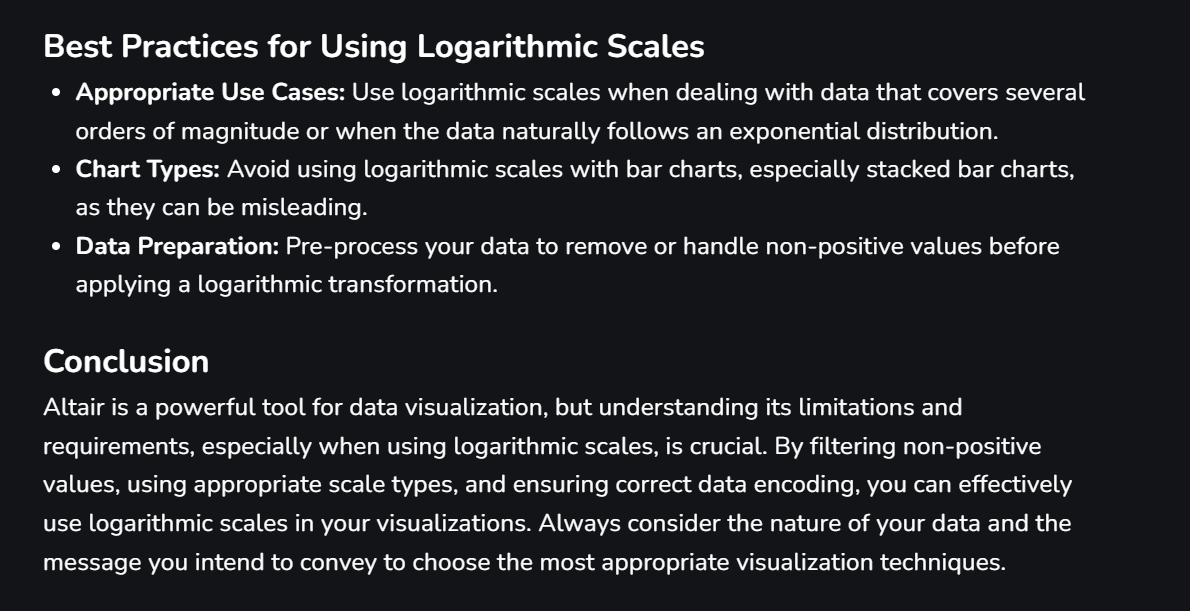 Best Practices for Using Logarithmic Scales
• Appropriate Use Cases: Use logarithmic scales when dealing with data that covers several
orders of magnitude or when the data naturally follows an exponential distribution.
• Chart Types: Avoid using logarithmic scales with bar charts, especially stacked bar charts,
as they can be misleading.
• Data Preparation: Pre-process your data to remove or handle non-positive values before
applying a logarithmic transformation.
Conclusion
Altair is a powerful tool for data visualization, but understanding its limitations and
requirements, especially when using logarithmic scales, is crucial. By filtering non-positive
values, using appropriate scale types, and ensuring correct data encoding, you can effectively
use logarithmic scales in your visualizations. Always consider the nature of your data and the
message you intend to convey to choose the most appropriate visualization techniques.